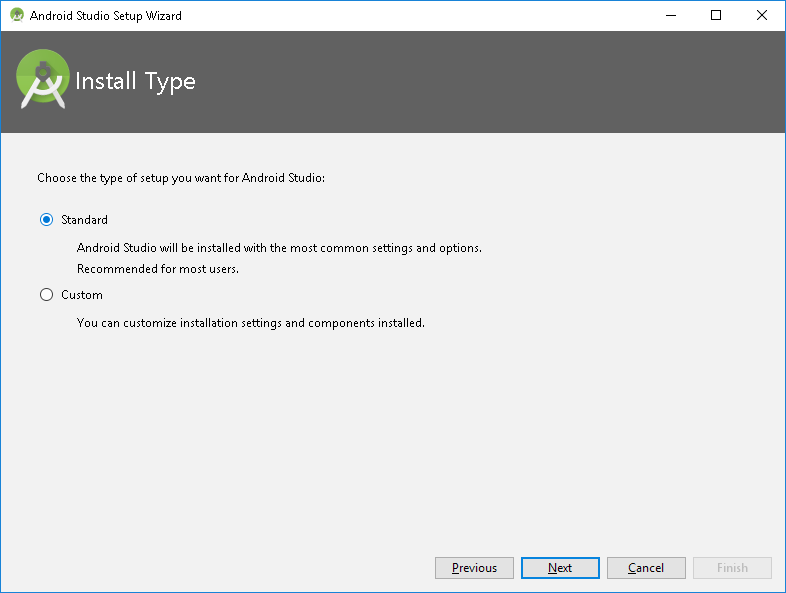 Android Studio Setup Wizard
Install Type
Choose the type of setup you want for Android Studio:
Standard
Android Studio will be installed with the most common settings and options.
Recommended for most users.
Custom
You can customize installation settings and components installed.
Previous Next Cancel Finish